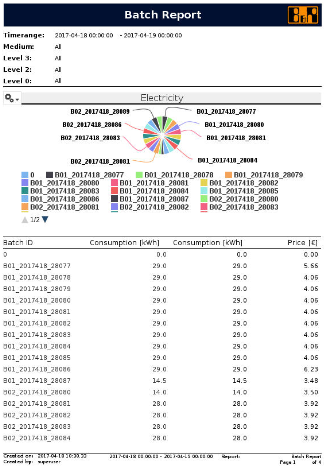 Batch Report
Timerange: 2017-04-18 00:00:00 - 2017-04-19 00:00:00
Medium: All
Level 3: All
Level 2: All
Level 0: All
Electricity
B02_2017418_28089 B01_2017418_28077
B02_2017418_28086 B01_2017418_28080
B02_2017418_28083 B01_2017418_28081
B02_2017418_28081 B01_2017418_28084
0 B01_2017418_28077 B01_2017418_28078 B01_2017418_28079
B01_2017418_28080 B01_2017418_28081 B01_2017418_28082
B01_2017418_28083 B01_2017418_28084 B01_2017418_28085
B01_2017418_28086 B01_2017418_28087 B02_2017418_28080
B02_2017418_28081 B02_2017418_28082 B02_2017418_28083
1/2
Batch ID Consumption [kWh] Consumption [kWh] Price [£]
0 0.0 0.0 0.00
B01_2017418_28077 29.0 29.0 5.66
B01_2017418_28078 29.0 29.0 4.06
B01_2017418_28079 29.0 29.0 4.06
B01_2017418_28080 29.0 29.0 4.06
B01_2017418_28081 29.0 29.0 4.06
B01_2017418_28082 29.0 29.0 4.06
B01_2017418_28083 29.0 29.0 4.06
B01_2017418_28084 29.0 29.0 4.06
B01_2017418_28085 29.0 29.0 4.06
B01_2017418_28086 29.0 29.0 6.23
B01_2017418_28087 14.5 14.5 3.48
B02_2017418_28080 14.0 14.0 3.50
B02_2017418_28081 28.0 28.0 3.92
B02_2017418_28082 28.0 28.0 3.92
B02_2017418_28083 28.0 28.0 3.92
B02_2017418_28084 28.0 28.0 3.92
Created on: 2017-04-18 2017-04-18 00:00:00 - 2017-04-19 00:00:00 Report: Batch Report
Created by: superuser Page 1 of 4